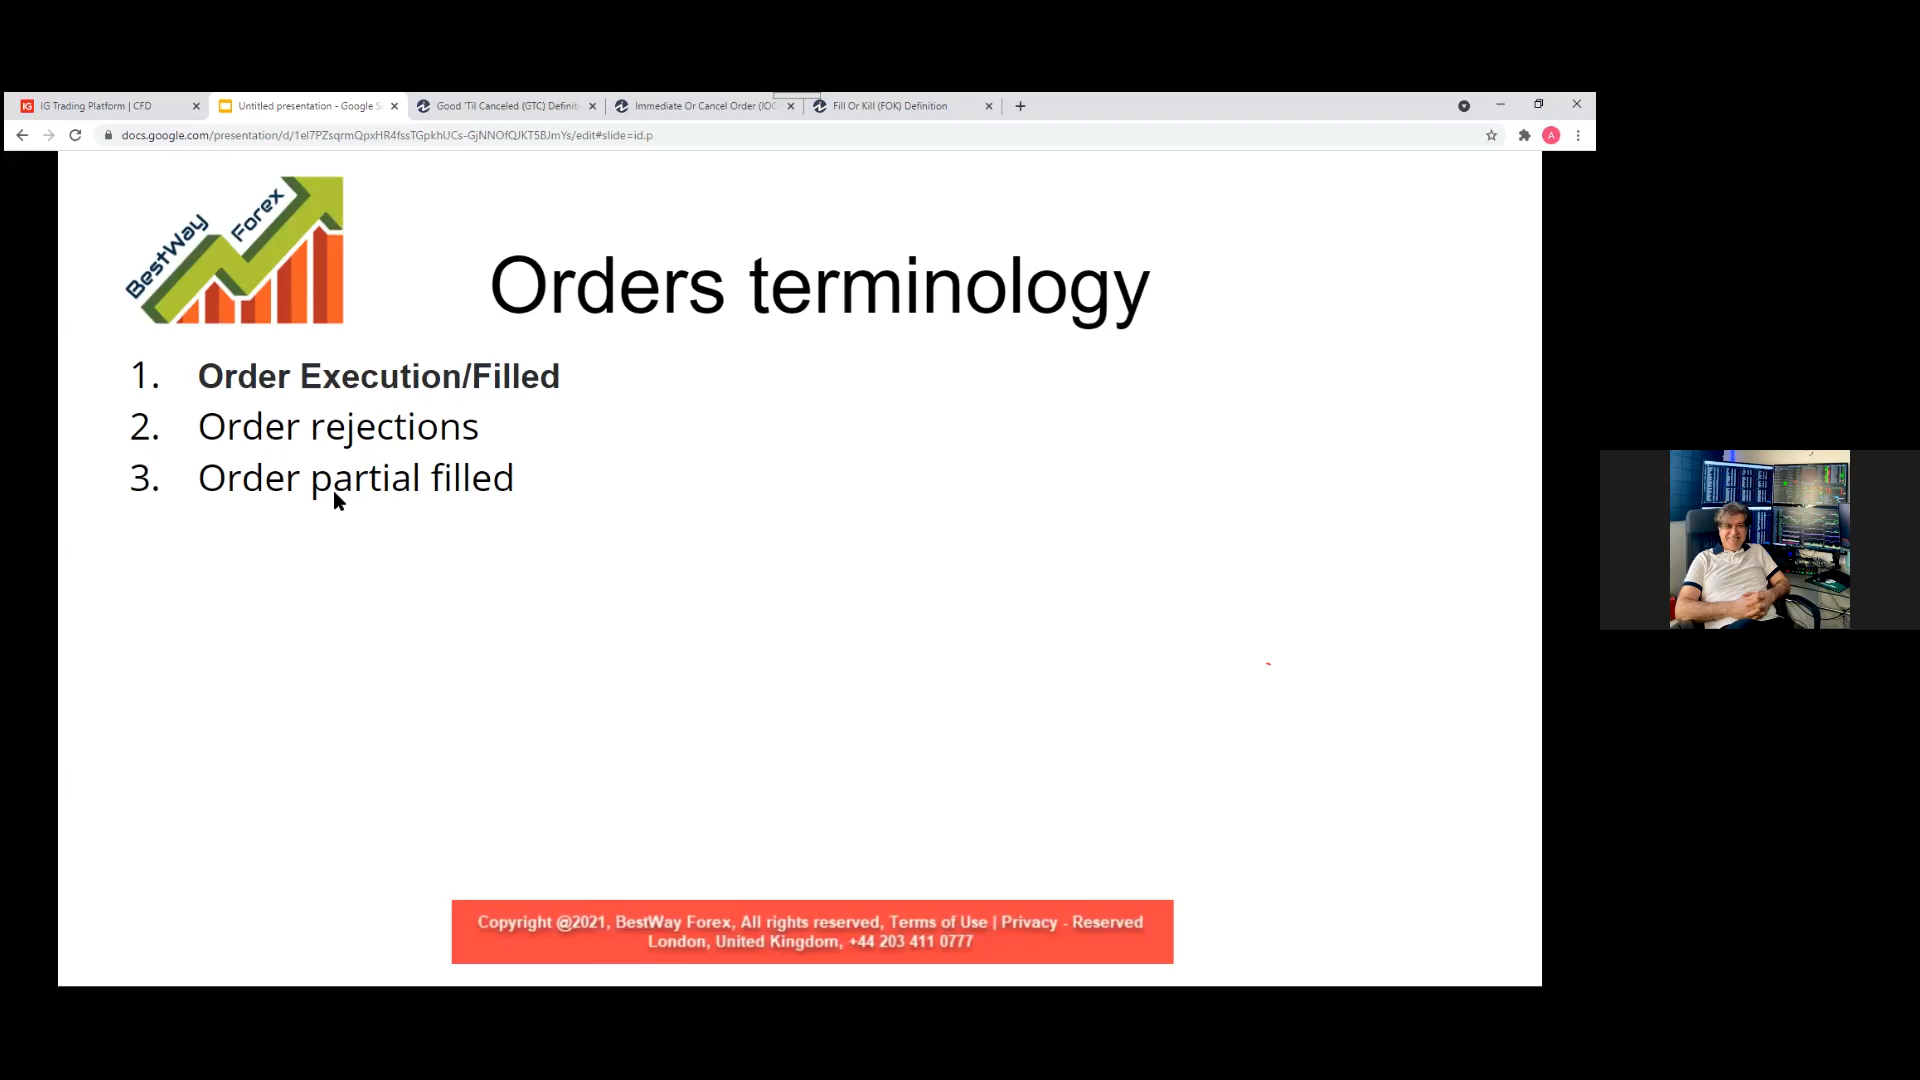 IG Trading Platform | CFD
Untitled presentation - Google S
Good 'Til Canceled (GTC) Definit
Immediate Or Cancel Order (IOC
Fill Or Kill (FOK) Definition
docs.google.com/presentation/d/1el7PZsqrmQpxHR4fssTGpkhUCs-GjNNOfQJKT5BJmYs/edit#slide=id.p
A
BestWay Forex
Orders terminology
1. Order Execution/Filled
2. Order rejections
3. Order partial filled
Copyright @2021, BestWay Forex, All rights reserved, Terms of Use | Privacy - Reserved
London, United Kingdom, +44 203 411 0777